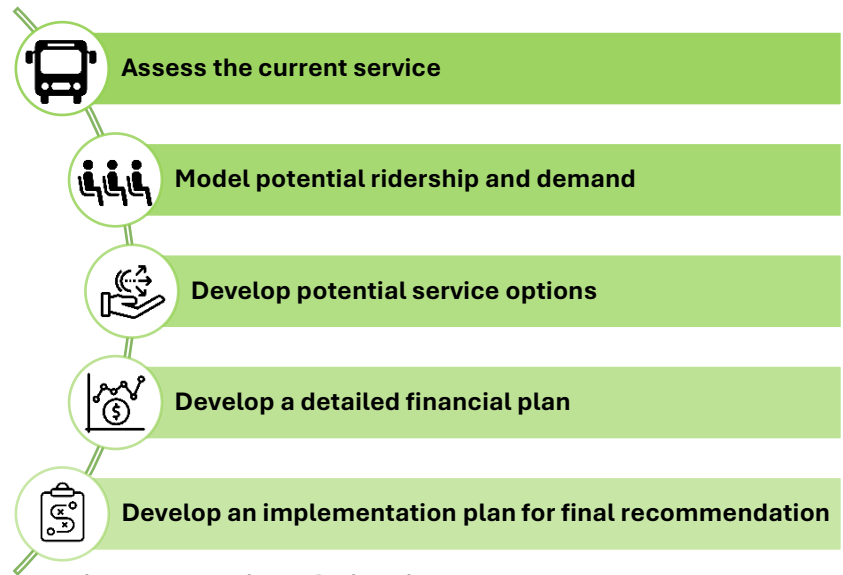 Assess the current service
Model potential ridership and demand
Develop potential service options
$
Develop a detailed financial plan
Develop an implementation plan for final recommendation